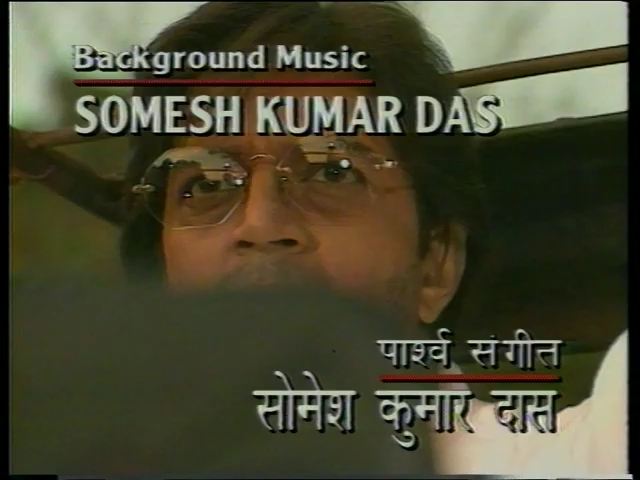 Background Music
SOMESH KUMAR DAS
पार्श्व संगीत
सोमेश कुमार दास